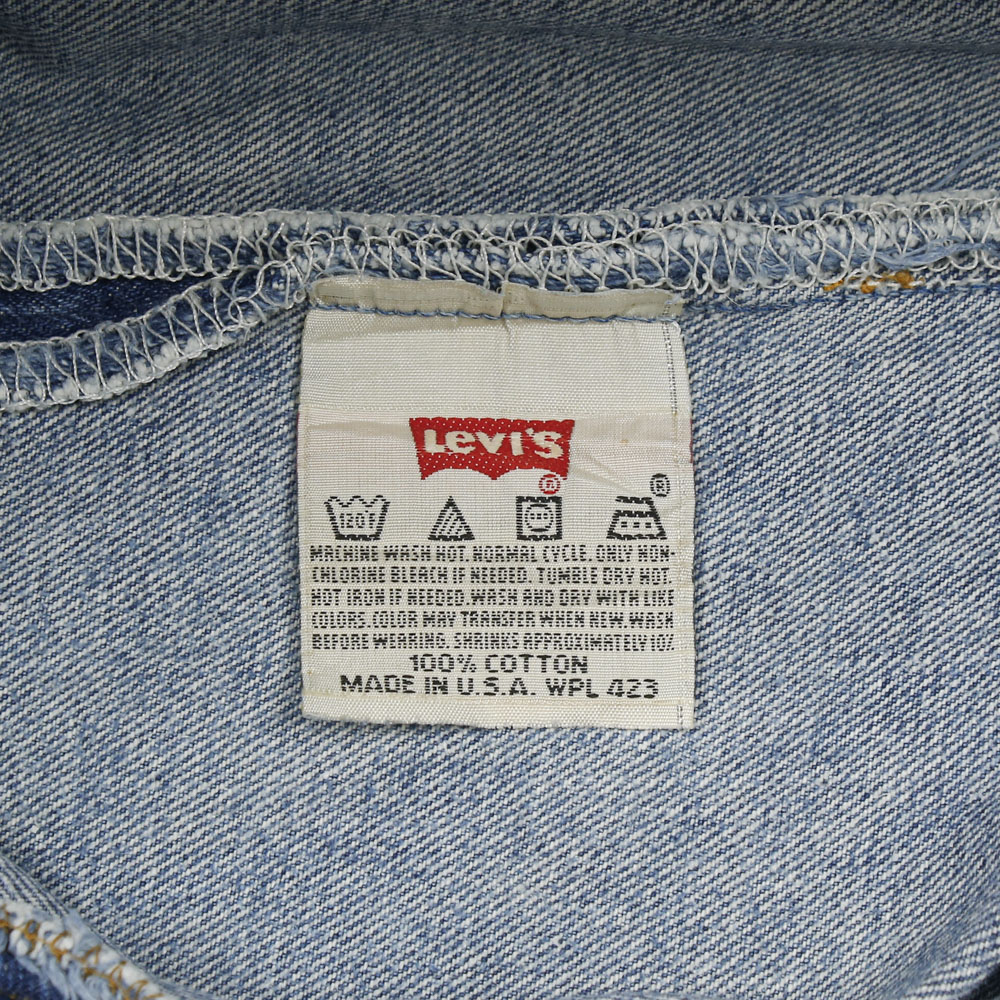 Levi's
®
®
120F
MACHINE WASH HOT, NORMAL CYCLE, ONLY NON-
CHLORINE BLEACH IF NEEDED. TUMBLE DRY HOT.
HOT IRON IF NEEDED. WASH AND DRY WITH LIKE
COLORS. COLOR MAY TRANSFER WHEN NEW. WASH
BEFORE WEARING. SHRINKS APPROXIMATELY
100% COTTON
MADE IN U.S.A. WPL 423